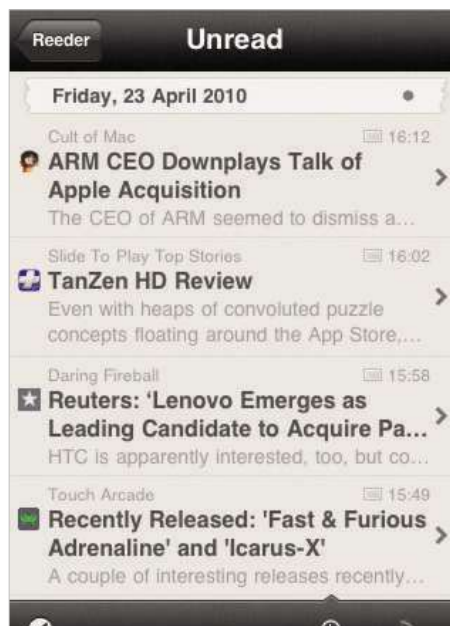 Reeder
Unread
Friday, 23 April 2010
Cult of Mac
16:12
ARM CEO Downplays Talk of
Apple Acquisition
The CEO of ARM seemed to dismiss a...
Slide To Play Top Stories
16:02
TanZen HD Review
Even with heaps of convoluted puzzle
concepts floating around the App Store,...
Daring Fireball
15:58
Reuters: ‘Lenovo Emerges as
Leading Candidate to Acquire Pa...
HTC is apparently interested, too, but co...
Touch Arcade
15:49
Recently Released: 'Fast & Furious
Adrenaline' and 'Icarus-X'
A couple of interesting releases recently...